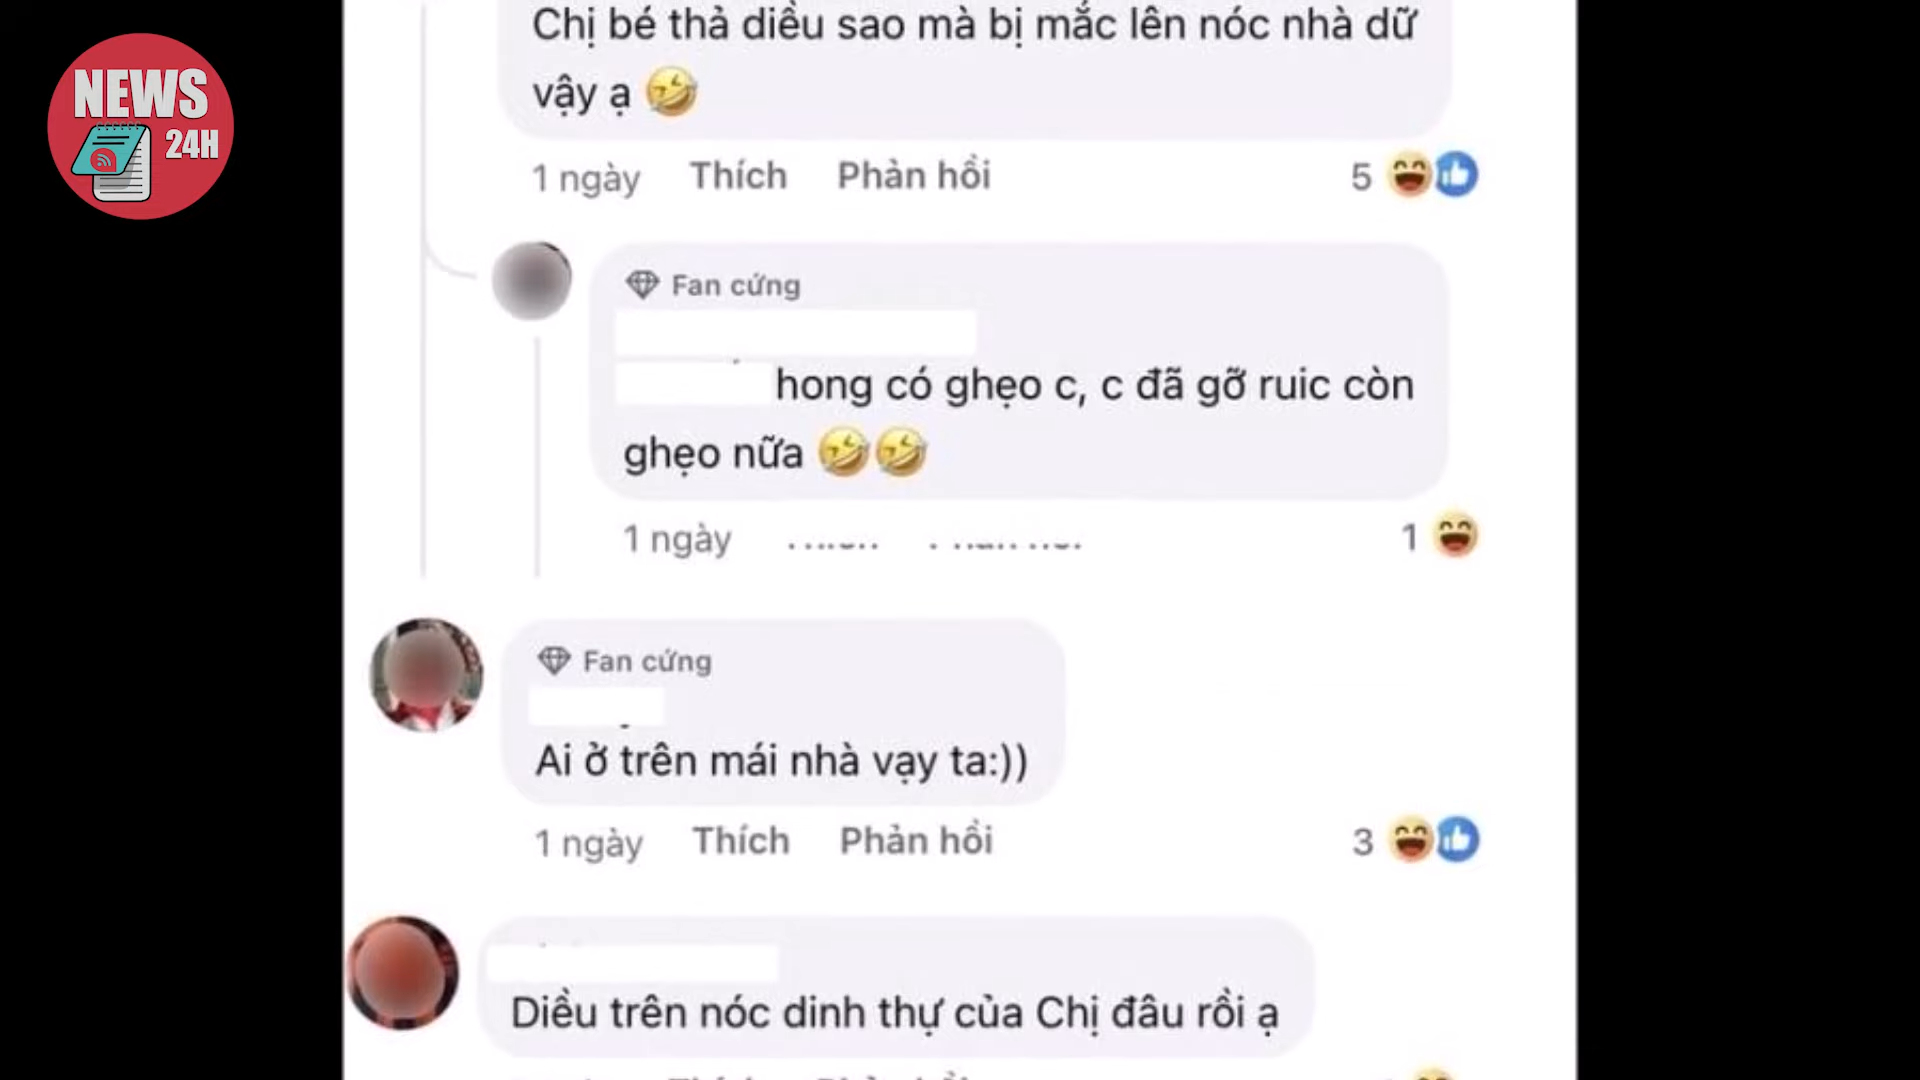 NEWS
24H
Chị bé thả diều sao mà bị mắc lên nóc nhà dữ
vậy ạ 🤣
1 ngày Thích Phản hồi 5
Fan cứng
hong có ghẹo c, c đã gỡ ruic còn
ghẹo nữa 🤣🤣
1 ngày 1
Fan cứng
Ai ở trên mái nhà vạy ta:))
1 ngày Thích Phản hồi 3
Diều trên nóc dinh thự của Chị đâu rồi ạ